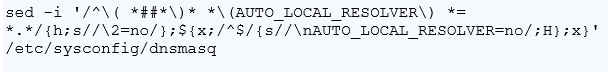 sed -i '/^\( *##*\)* *\(AUTO_LOCAL_RESOLVER\) *=
*.*/{h;s//\2=no/};${x;/^$/{s//\nAUTO_LOCAL_RESOLVER=no/;H};x}'
/etc/sysconfig/dnsmasq